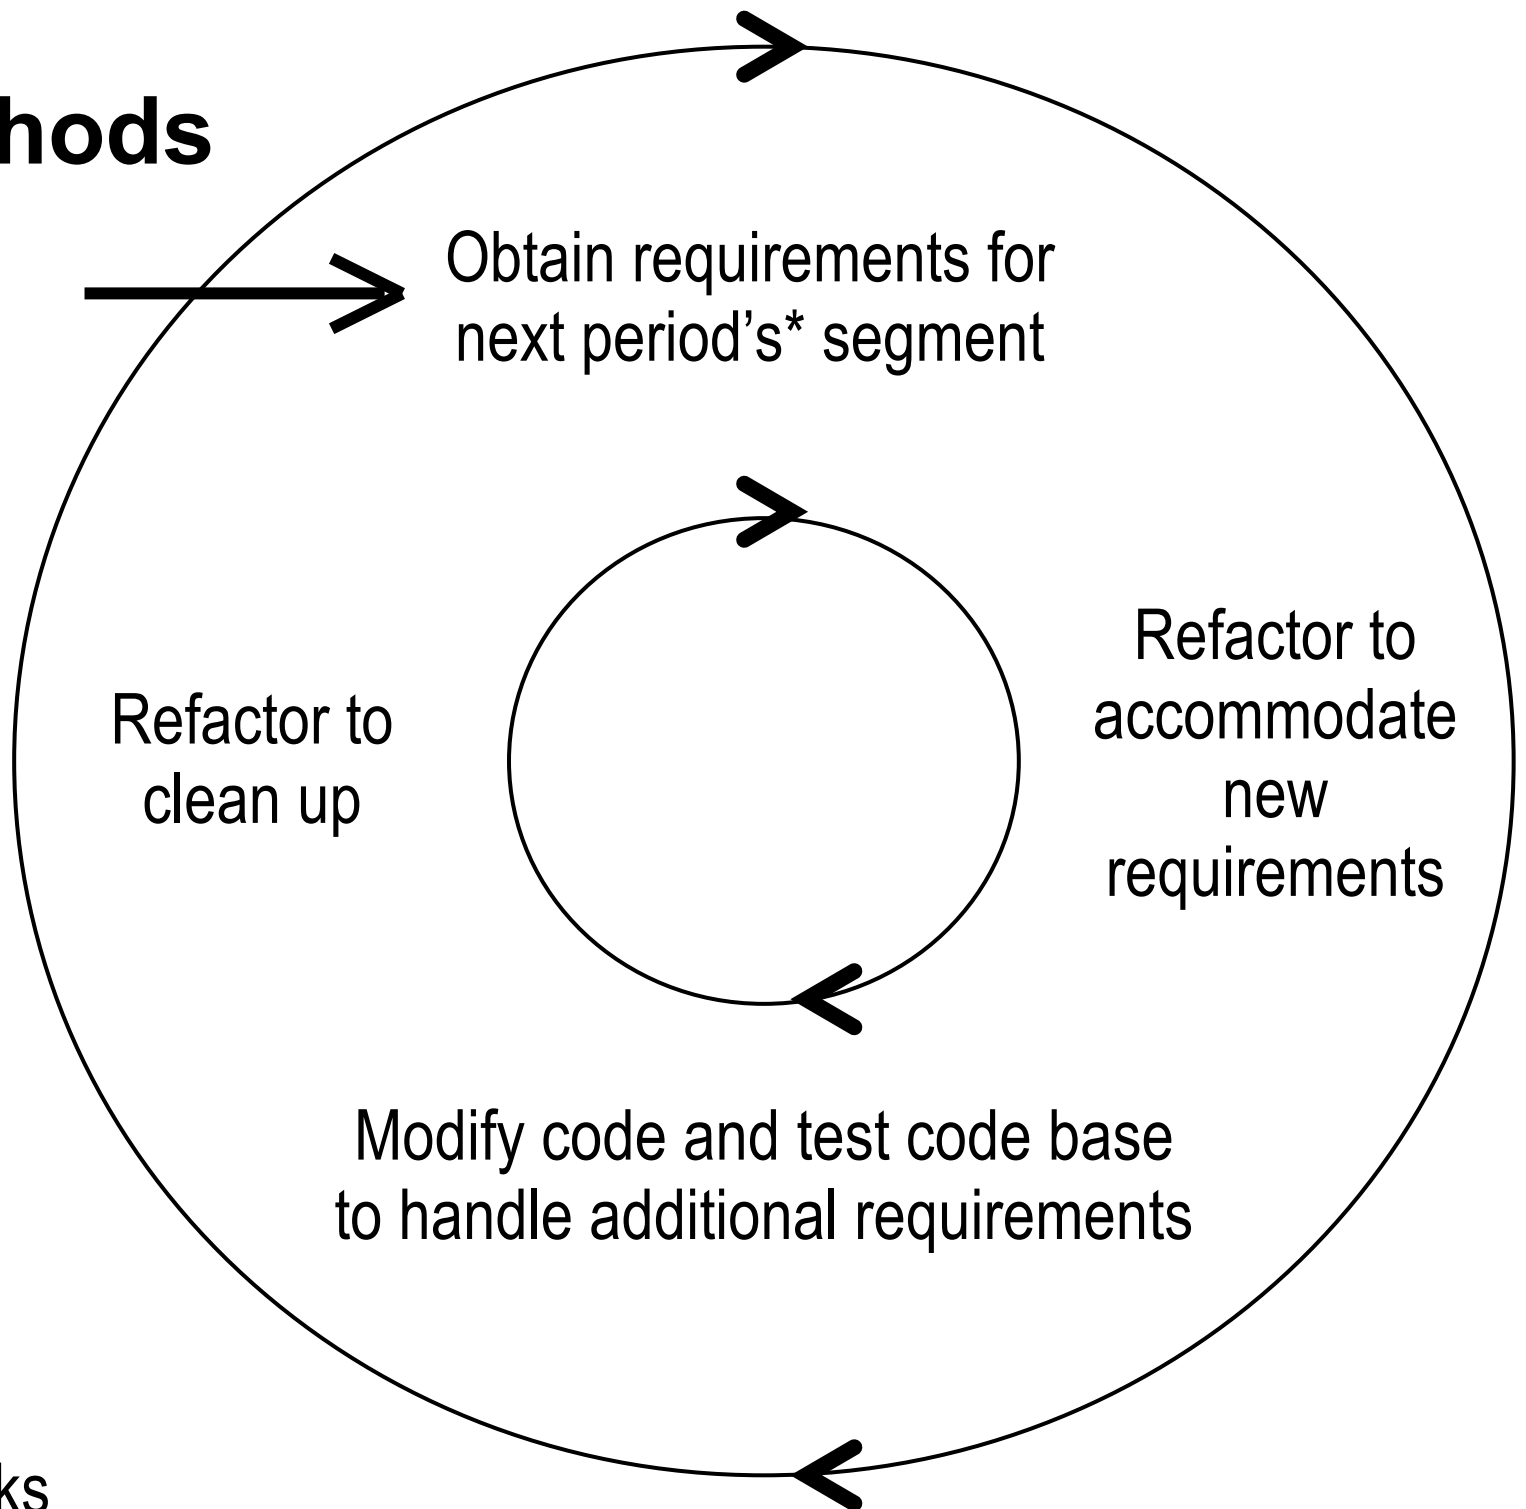 hods
Obtain requirements for
next period’s* segment
Refactor to
accommodate
new
requirements
Refactor to
clean up
Modify code and test code base
to handle additional requirements
ks